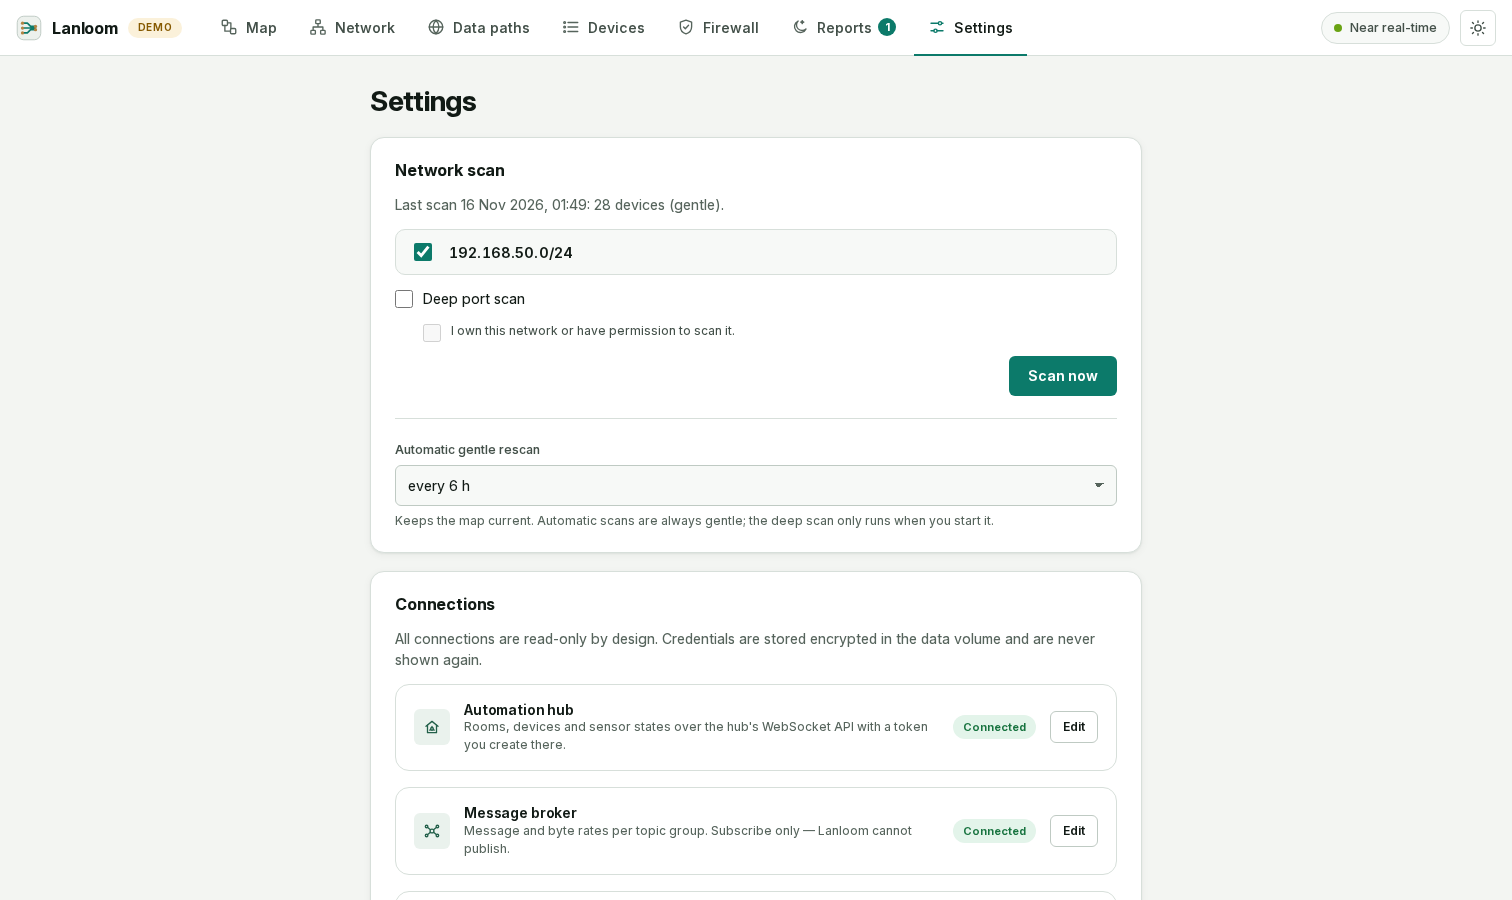 Lanloom
DEMO
Map
Network
Data paths
Devices
Firewall
Reports 1
Settings
Near real-time
Settings
Network scan
Last scan 16 Nov 2026, 01:49: 28 devices (gentle).
192.168.50.0/24
Deep port scan
I own this network or have permission to scan it.
Scan now
Automatic gentle rescan
every 6 h
Keeps the map current. Automatic scans are always gentle; the deep scan only runs when you start it.
Connections
All connections are read-only by design. Credentials are stored encrypted in the data volume and are never
shown again.
Automation hub
Rooms, devices and sensor states over the hub's WebSocket API with a token
you create there.
Connected
Edit
Message broker
Message and byte rates per topic group. Subscribe only — Lanloom cannot
publish.
Connected
Edit